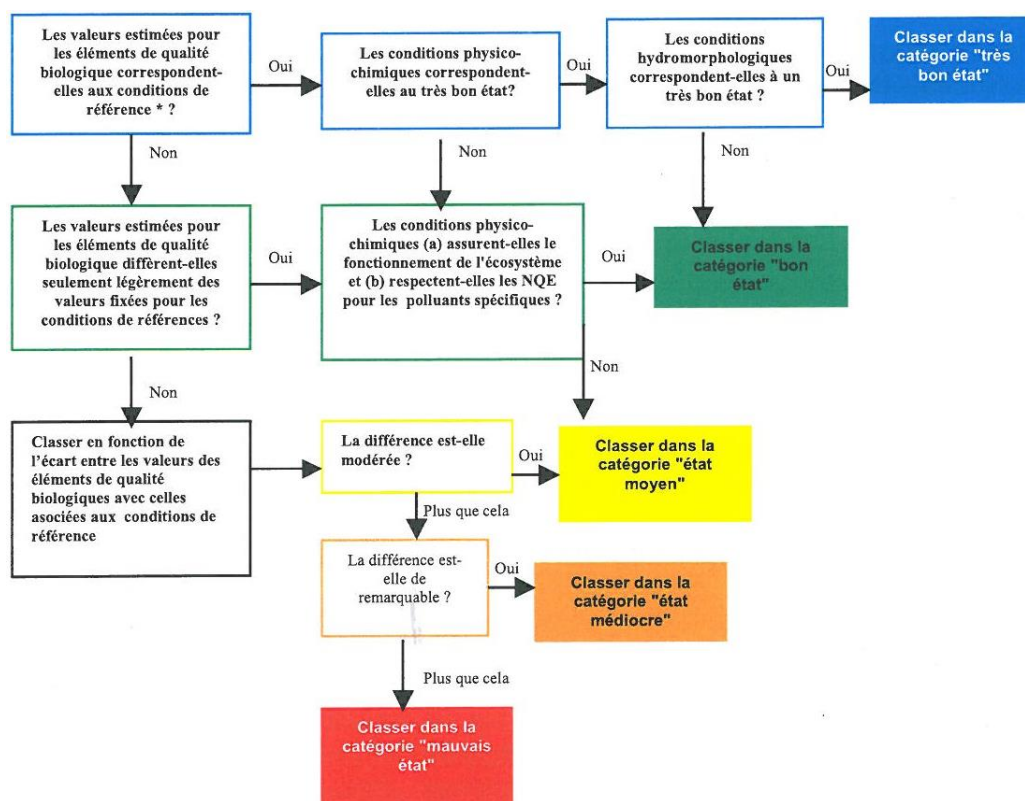 Les valeurs estimées pour
les éléments de qualité
biologique correspondent-
elles aux conditions de
référence * ?
Oui
Les conditions physico-
chimiques correspondent-
elles au très bon état?
Oui
Les conditions
hydromorphologiques
correspondent-elles à un
très bon état ?
Oui
Classer dans la
catégorie "très
bon état"
Non
Non
Non
Les valeurs estimées pour
les éléments de qualité
biologique diffèrent-elles
seulement légèrement des
valeurs fixées pour les
conditions de références ?
Oui
Les conditions physico-
chimiques (a) assurent-elles le
fonctionnement de l'écosystème
et (b) respectent-elles les NQE
pour les polluants spécifiques ?
Oui
Classer dans la
catégorie "bon
état"
Non
Non
Classer en fonction de
l'écart entre les valeurs des
éléments de qualité
biologiques avec celles
asociées aux conditions de
référence
La différence est-elle
modérée ?
Oui
Classer dans la
catégorie "état
moyen"
Plus que cela
La différence est-
elle de
remarquable ?
Oui
Classer dans la
catégorie "état
médiocre"
Plus que cela
Classer dans la
catégorie "mauvais
état"